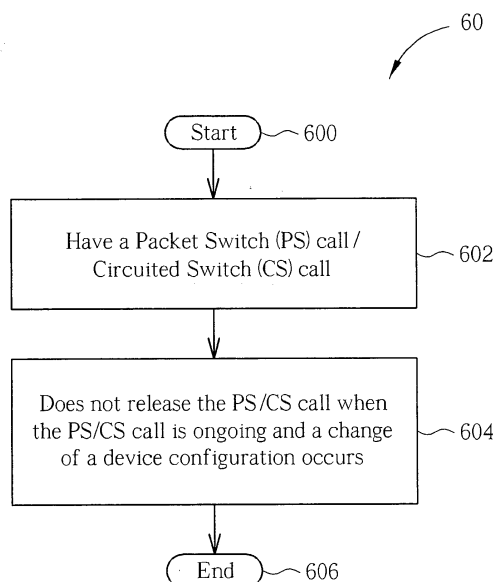 60
Start
600
Have a Packet Switch (PS) call /
Circuited Switch (CS) call
602
Does not release the PS/CS call when
the PS/CS call is ongoing and a change
of a device configuration occurs
604
End
606